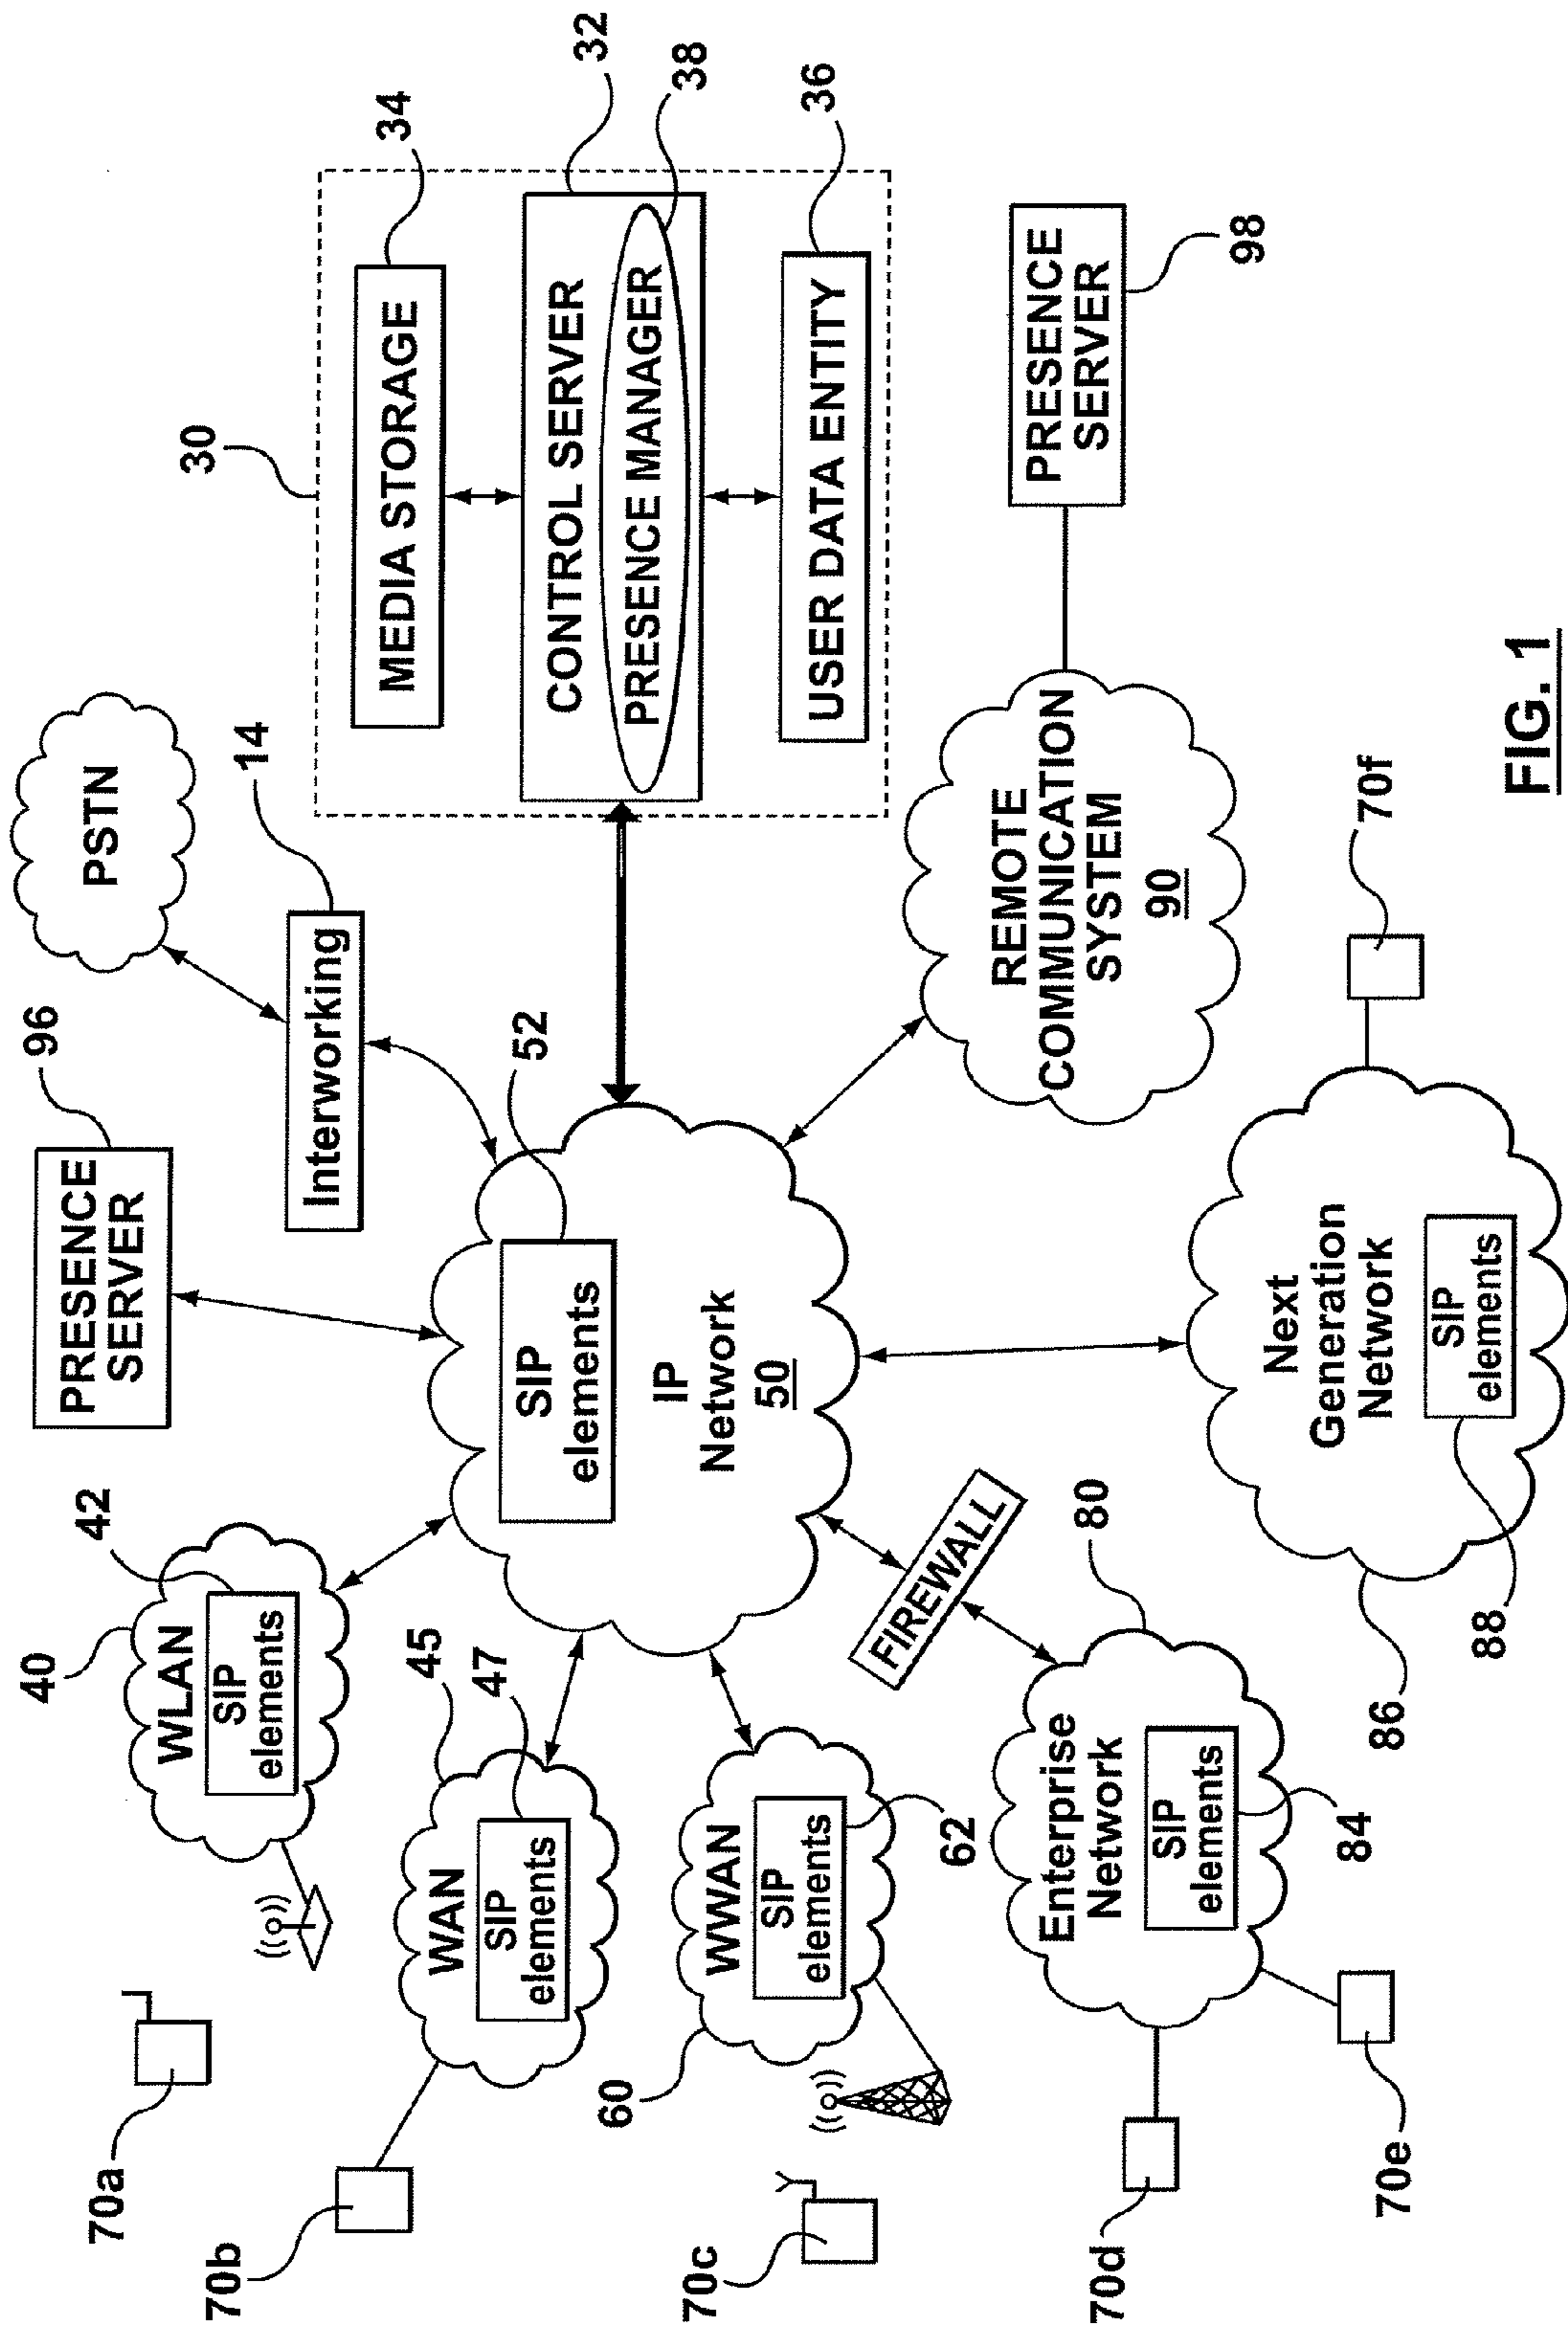 70a
40
42
WLAN
SIP
elements
PRESENCE
SERVER
96
PSTN
Interworking
14
30
MEDIA STORAGE
34
CONTROL SERVER
32
PRESENCE MANAGER
38
USER DATA ENTITY
36
70b
WAN
45
SIP
elements
47
SIP
elements
52
IP
Network
50
60
WWAN
SIP
elements
62
70c
FIREWALL
REMOTE
COMMUNICATION
SYSTEM
90
PRESENCE
SERVER
98
70d
Enterprise
Network
80
SIP
elements
84
70e
Next
Generation
Network
SIP
elements
86
88
70f
FIG. 1